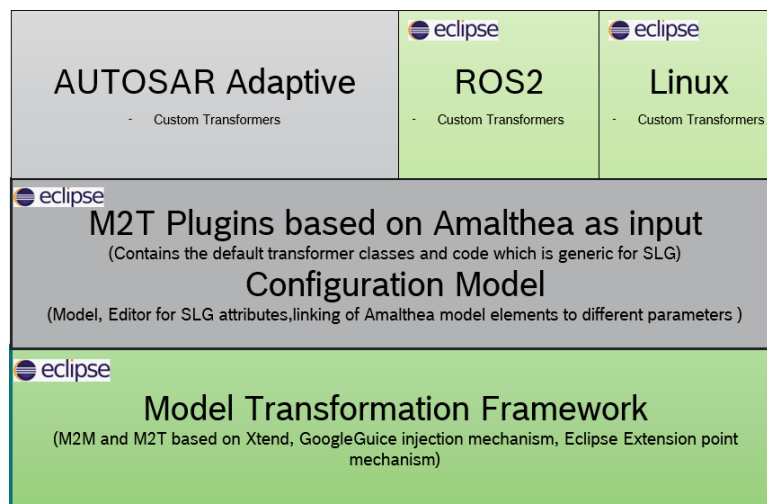 eclipse
eclipse
AUTOSAR Adaptive
- Custom Transformers
ROS2
- Custom Transformers
Linux
- Custom Transformers
eclipse
M2T Plugins based on Amalthea as input
(Contains the default transformer classes and code which is generic for SLG)
Configuration Model
(Model, Editor for SLG attributes,linking of Amalthea model elements to different parameters )
eclipse
Model Transformation Framework
(M2M and M2T based on Xtend, GoogleGuice injection mechanism, Eclipse Extension point
mechanism)